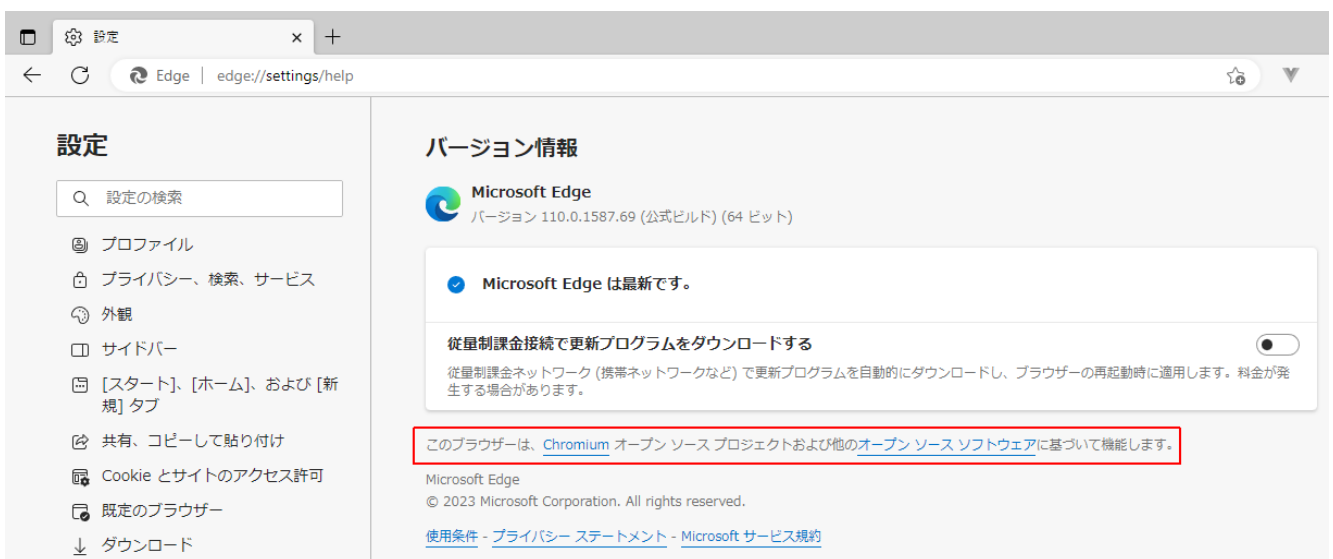 設定
Edge | edge://settings/help
設定
設定の検索
プロファイル
プライバシー、検索、サービス
外観
サイドバー
[スタート]、[ホーム]、および [新
規] タブ
共有、コピーして貼り付け
Cookie とサイトのアクセス許可
既定のブラウザー
ダウンロード
バージョン情報
Microsoft Edge
バージョン 110.0.1587.69 (公式ビルド) (64 ビット)
Microsoft Edge は最新です。
従量制課金接続で更新プログラムをダウンロードする
従量制課金ネットワーク (携帯ネットワークなど) で更新プログラムを自動的にダウンロードし、ブラウザーの再起動時に適用します。料金が発
生する場合があります。
このブラウザーは、Chromium オープン ソース プロジェクトおよび他のオープン ソース ソフトウェアに基づいて機能します。
Microsoft Edge
© 2023 Microsoft Corporation. All rights reserved.
使用条件 - プライバシー ステートメント - Microsoft サービス規約